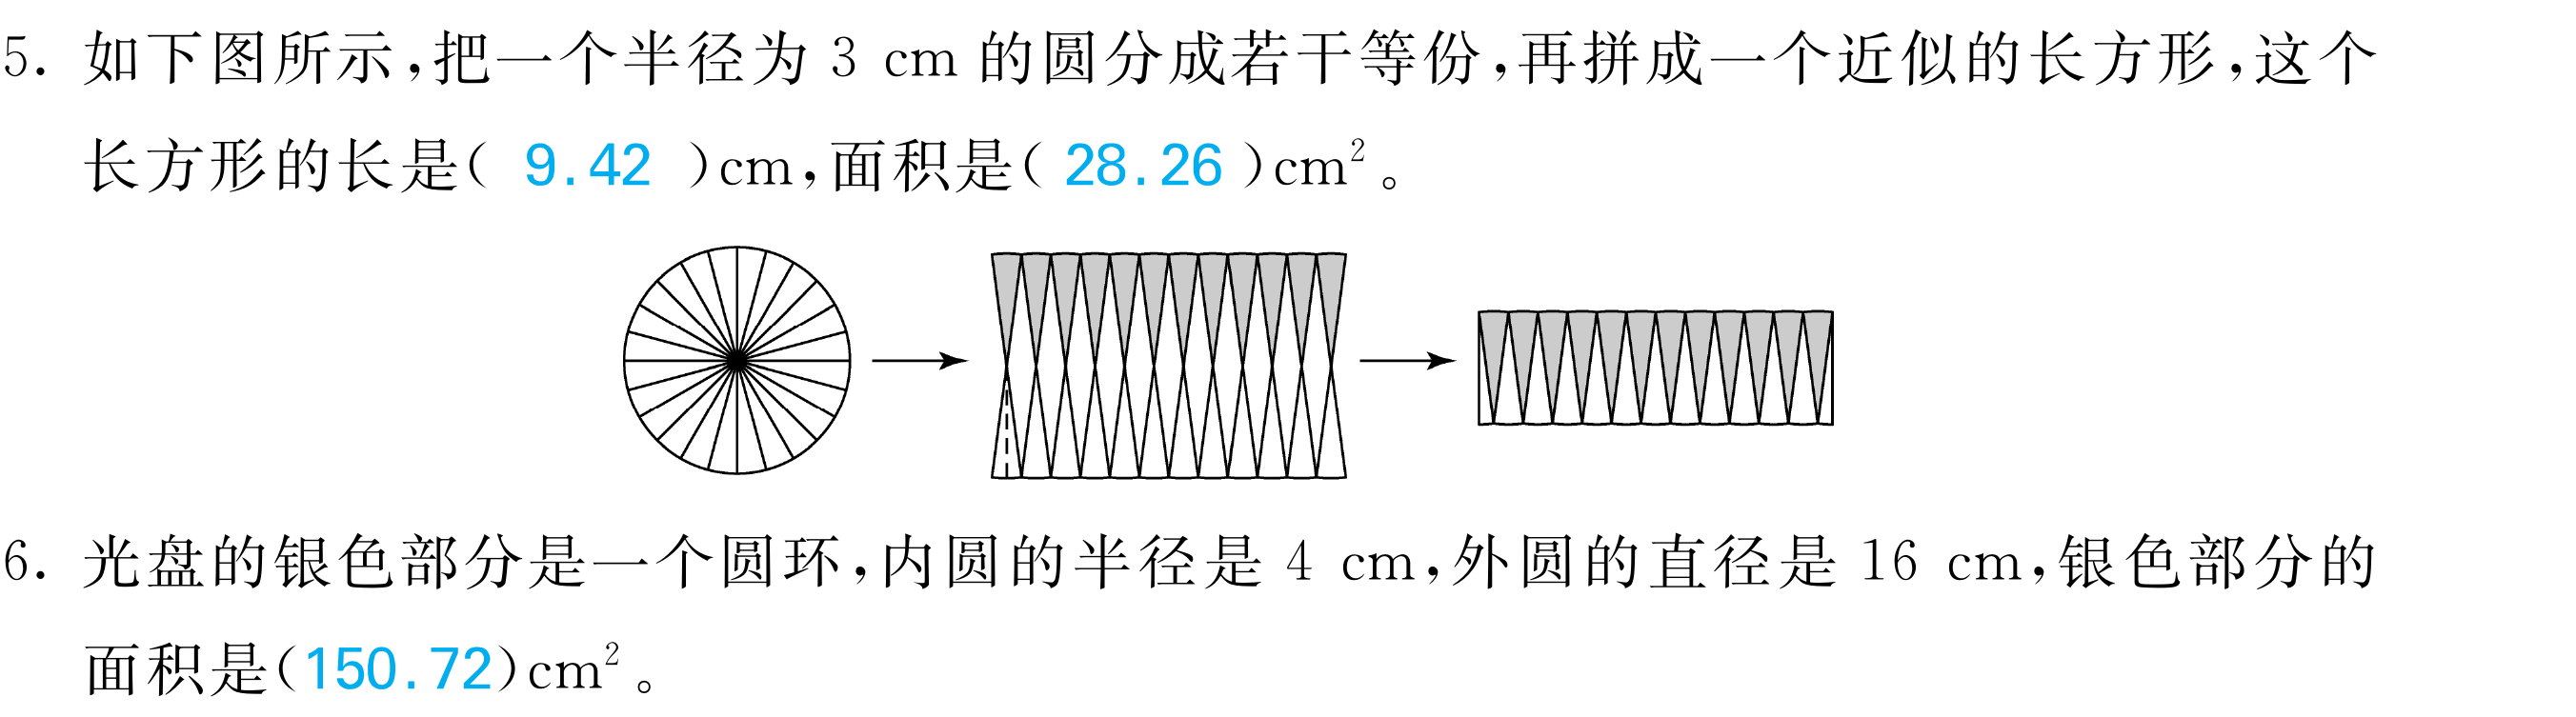 5. 如下图所示,把一个半径为 3 cm 的圆分成若干等份,再拼成一个近似的长方形,这个
长方形的长是( 9.42 )cm,面积是( 28.26 )cm²。
6. 光盘的银色部分是一个圆环,内圆的半径是 4 cm,外圆的直径是 16 cm,银色部分的
面积是(150.72)cm²。